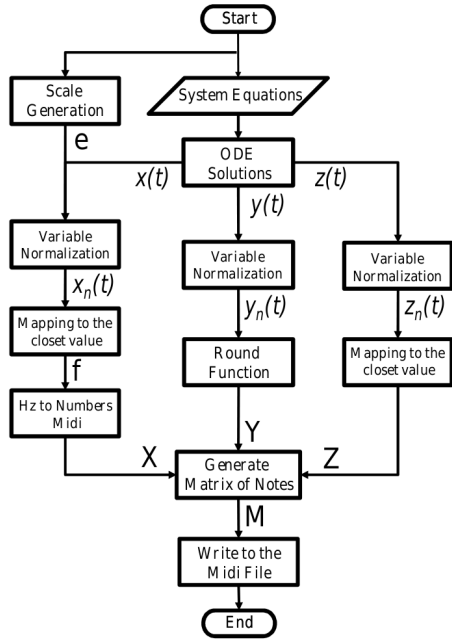 Start
Scale
Generation
System Equations
e
ODE
Solutions
x(t)
z(t)
y(t)
Variable
Normalization
Variable
Normalization
Variable
Normalization
xn(t)
yn(t)
zn(t)
Mapping to the
closet value
Round
Function
Mapping to the
closet value
f
Hz to Numbers
Midi
X
Y
Z
Generate
Matrix of Notes
M
Write to the
Midi File
End